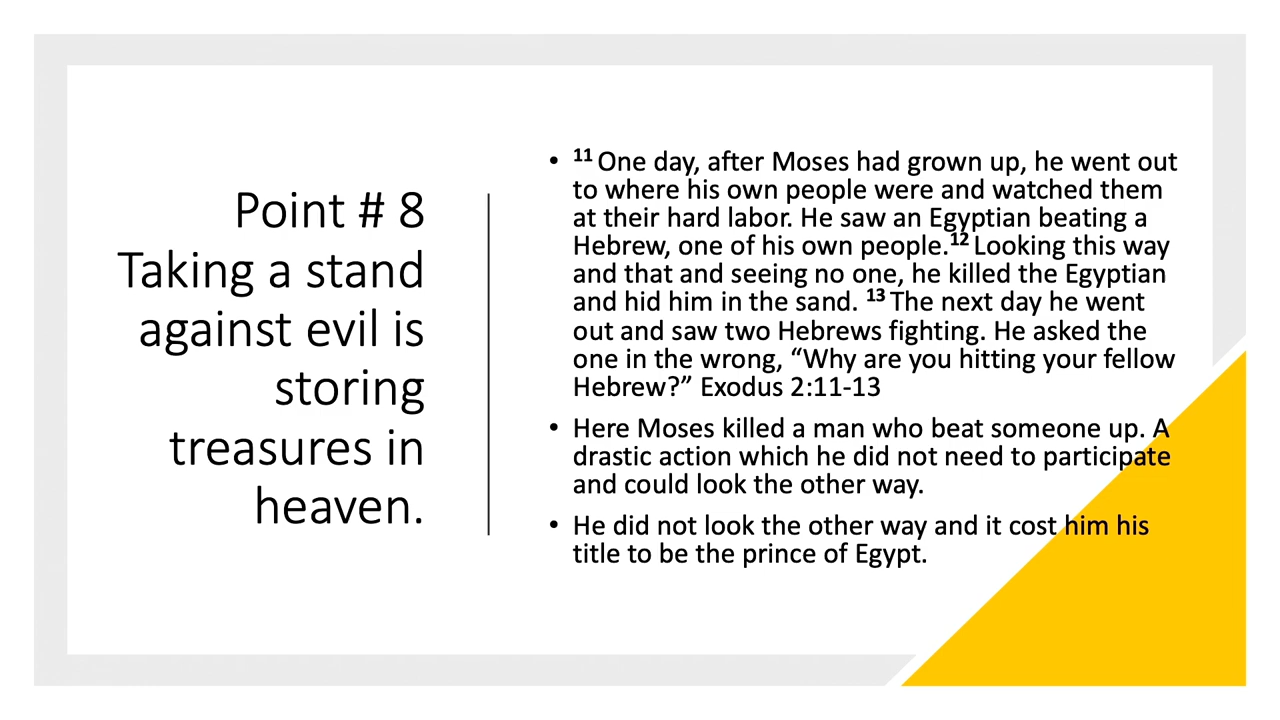 Point # 8
Taking a stand
against evil is
storing
treasures in
heaven.
• ¹¹ One day, after Moses had grown up, he went out
to where his own people were and watched them
at their hard labor. He saw an Egyptian beating a
Hebrew, one of his own people.¹² Looking this way
and that and seeing no one, he killed the Egyptian
and hid him in the sand. ¹³ The next day he went
out and saw two Hebrews fighting. He asked the
one in the wrong, “Why are you hitting your fellow
Hebrew?” Exodus 2:11-13
• Here Moses killed a man who beat someone up. A
drastic action which he did not need to participate
and could look the other way.
• He did not look the other way and it cost him his
title to be the prince of Egypt.